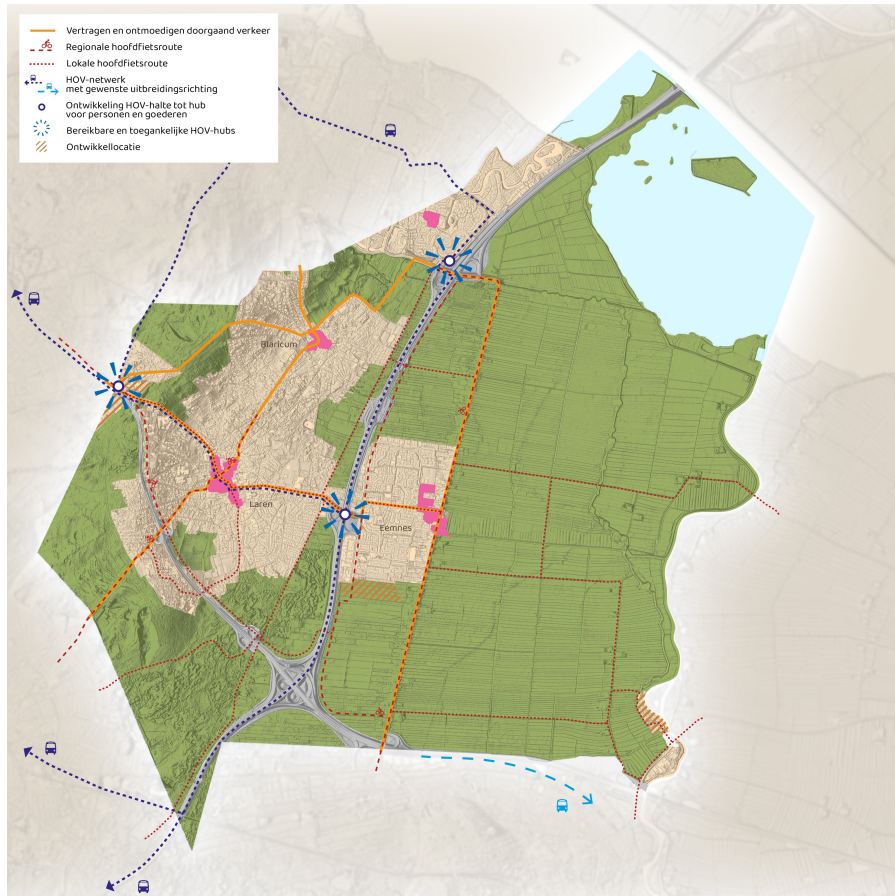 Vertragen en ontmoedigen doorgaand verkeer
Regionale hoofdfietsroute
Lokale hoofdfietsroute
HOV-netwerk
met gewenste uitbreidingsrichting
Ontwikkeling HOV-halte tot hub
voor personen en goederen
Bereikbare en toegankelijke HOV-hubs
Ontwikkellocatie
Blaricum
Laren
Eemnes